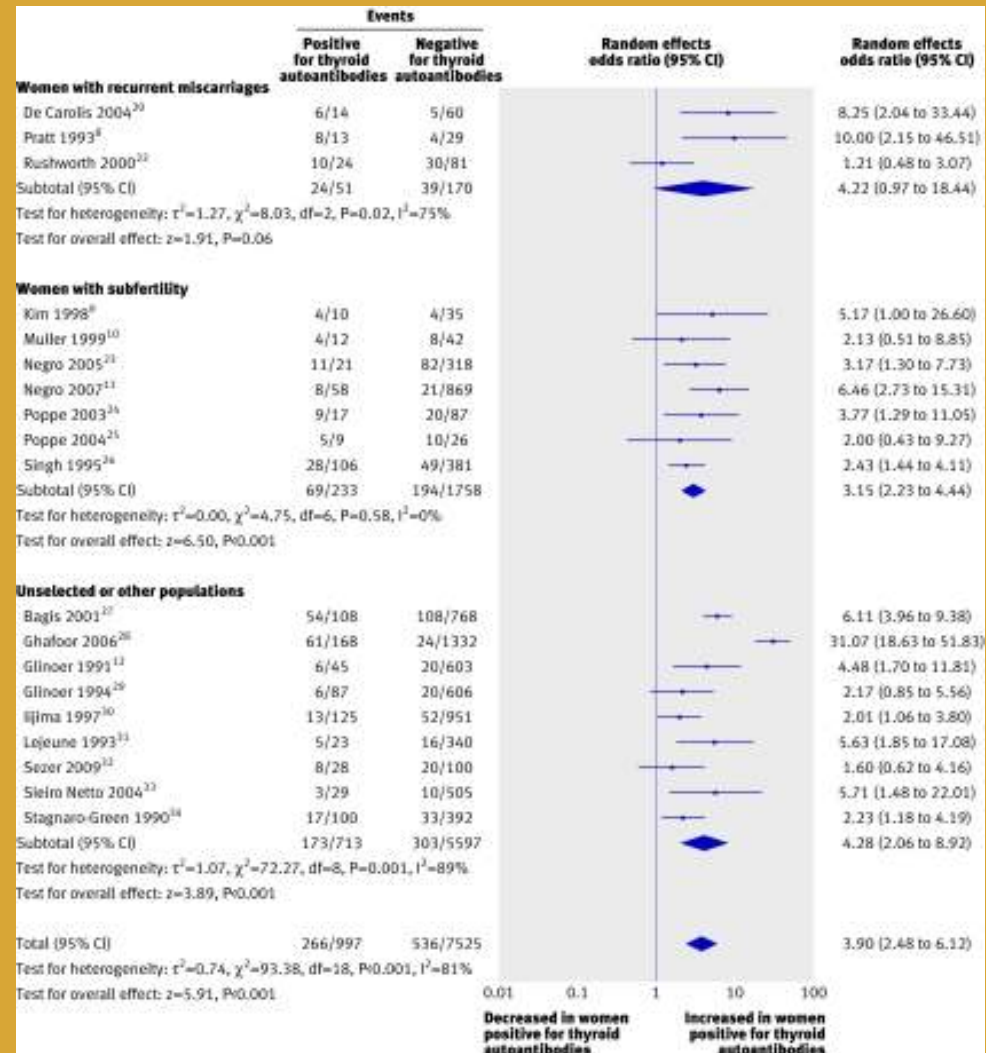 Events
Positive for thyroid autoantibodies Negative for thyroid autoantibodies Random effects odds ratio (95% CI) Random effects odds ratio (95% CI)
Women with recurrent miscarriages
De Carolis 2004²⁰ 6/14 5/60 8.25 (2.04 to 33.44)
Pratt 1993⁸ 8/13 4/29 10.00 (2.15 to 46.51)
Rushworth 2000²² 10/24 30/81 1.21 (0.48 to 3.07)
Subtotal (95% CI) 24/51 39/170 4.22 (0.97 to 18.44)
Test for heterogeneity: τ²=1.27, χ²=8.03, df=2, P=0.02, I²=75%
Test for overall effect: z=1.91, P=0.06
Women with subfertility
Kim 1998⁹ 4/10 4/35 5.17 (1.00 to 26.60)
Muller 1999¹⁰ 4/12 8/42 2.13 (0.51 to 8.85)
Negro 2005²³ 11/21 82/318 3.17 (1.30 to 7.73)
Negro 2007¹¹ 8/58 21/869 6.46 (2.73 to 15.31)
Poppe 2003²⁴ 9/17 20/87 3.77 (1.29 to 11.05)
Poppe 2004²⁵ 5/9 10/26 2.00 (0.43 to 9.27)
Singh 1995²⁶ 28/106 49/381 2.43 (1.44 to 4.11)
Subtotal (95% CI) 69/233 194/1758 3.15 (2.23 to 4.44)
Test for heterogeneity: τ²=0.00, χ²=4.75, df=6, P=0.58, I²=0%
Test for overall effect: z=6.50, P<0.001
Unselected or other populations
Bagis 2001²⁷ 54/108 108/768 6.11 (3.96 to 9.38)
Ghafoor 2006²⁸ 61/168 24/1332 31.07 (18.63 to 51.83)
Glinoer 1991¹² 6/45 20/603 4.48 (1.70 to 11.81)
Glinoer 1994²⁹ 6/87 20/606 2.17 (0.85 to 5.56)
Iijima 1997³⁰ 13/125 52/951 2.01 (1.06 to 3.80)
Lejeune 1993³¹ 5/23 16/340 5.63 (1.85 to 17.08)
Sezer 2009³² 8/28 20/100 1.60 (0.62 to 4.16)
Sieiro Netto 2004³³ 3/29 10/505 5.71 (1.48 to 22.01)
Stagnaro-Green 1990³⁴ 17/100 33/392 2.23 (1.18 to 4.19)
Subtotal (95% CI) 173/713 303/5597 4.28 (2.06 to 8.92)
Test for heterogeneity: τ²=1.07, χ²=72.27, df=8, P=0.001, I²=89%
Test for overall effect: z=3.89, P<0.001
Total (95% CI) 266/997 536/7525 3.90 (2.48 to 6.12)
Test for heterogeneity: τ²=0.74, χ²=93.38, df=18, P<0.001, I²=81%
Test for overall effect: z=5.91, P<0.001
0.01 0.1 1 10 100
Decreased in women positive for thyroid autoantibodies Increased in women positive for thyroid autoantibodies